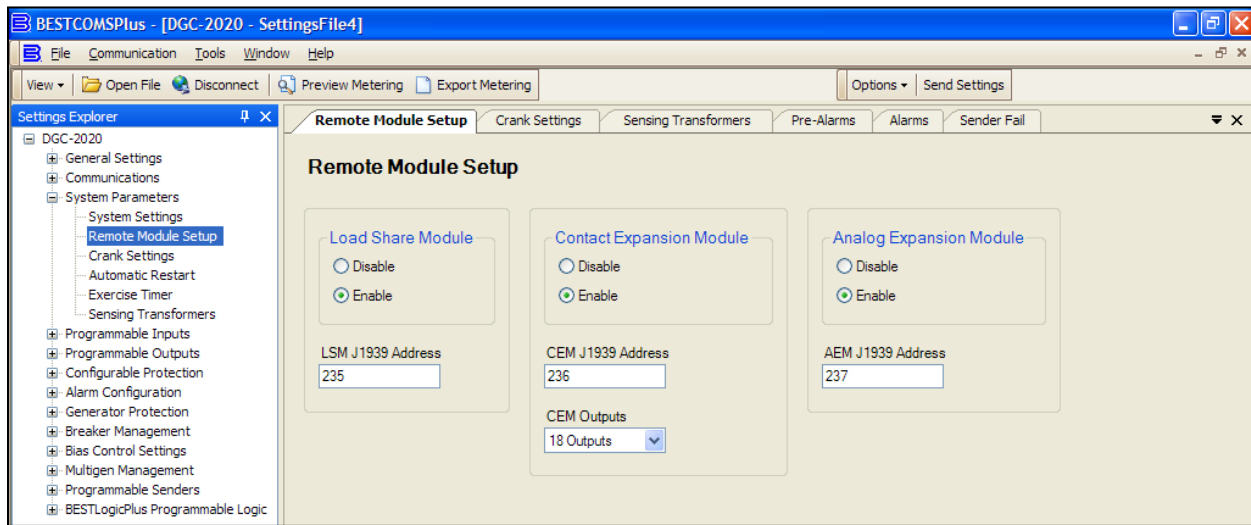 BESTCOMSPlus - [DGC-2020 - SettingsFile4]
File Communication Tools Window Help
View Open File Disconnect Preview Metering Export Metering Options Send Settings
Settings Explorer
DGC-2020
General Settings
Communications
System Parameters
System Settings
Remote Module Setup
Crank Settings
Automatic Restart
Exercise Timer
Sensing Transformers
Programmable Inputs
Programmable Outputs
Configurable Protection
Alarm Configuration
Generator Protection
Breaker Management
Bias Control Settings
Multigen Management
Programmable Senders
BESTLogicPlus Programmable Logic
Remote Module Setup Crank Settings Sensing Transformers Pre-Alarms Alarms Sender Fail
Remote Module Setup
Load Share Module
Disable
Enable
LSM J1939 Address
235
Contact Expansion Module
Disable
Enable
CEM J1939 Address
236
CEM Outputs
18 Outputs
Analog Expansion Module
Disable
Enable
AEM J1939 Address
237